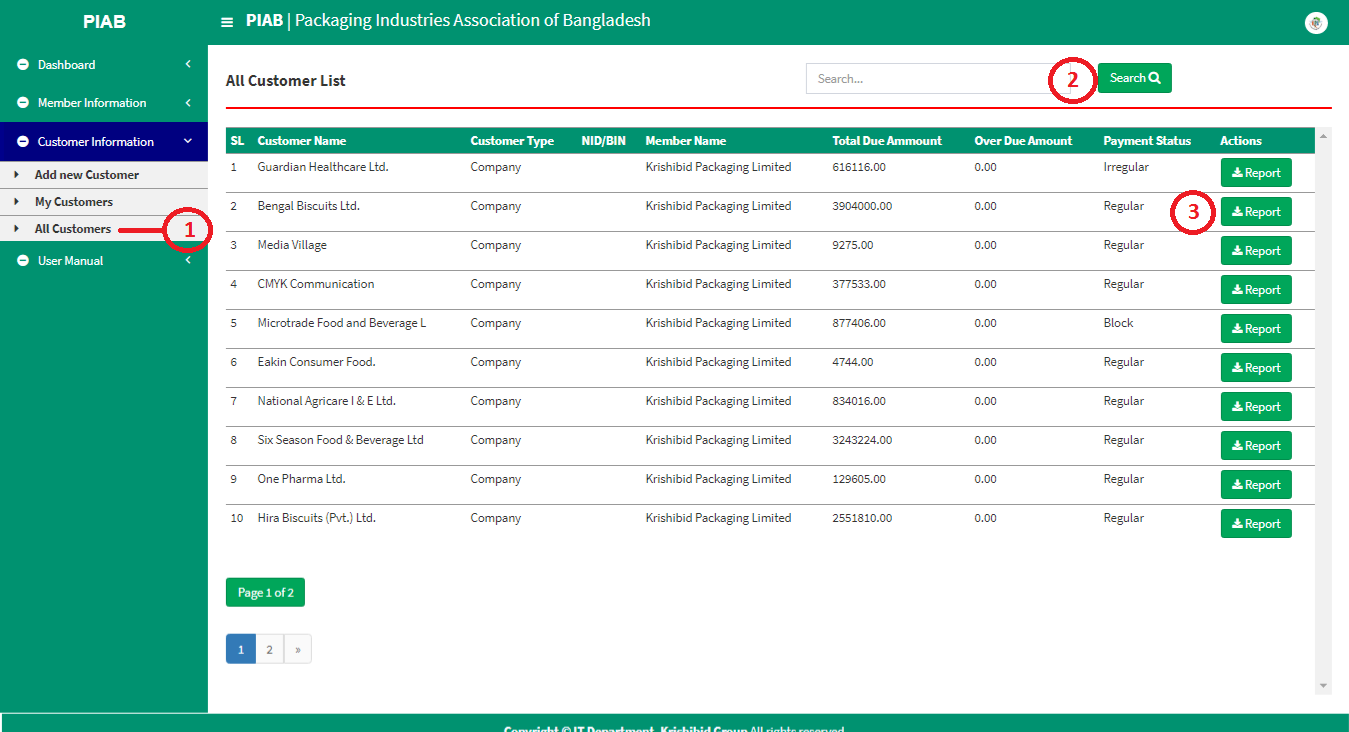 PIAB
PIAB | Packaging Industries Association of Bangladesh
Dashboard
Member Information
Customer Information
Add new Customer
My Customers
All Customers
1
User Manual
All Customer List
Search...
2
Search
SL Customer Name Customer Type NID/BIN Member Name Total Due Ammount Over Due Amount Payment Status Actions
1 Guardian Healthcare Ltd. Company Krishibid Packaging Limited 616116.00 0.00 Irregular Report
2 Bengal Biscuits Ltd. Company Krishibid Packaging Limited 3904000.00 0.00 Regular 3 Report
3 Media Village Company Krishibid Packaging Limited 9275.00 0.00 Regular Report
4 CMYK Communication Company Krishibid Packaging Limited 377533.00 0.00 Regular Report
5 Microtrade Food and Beverage L Company Krishibid Packaging Limited 877406.00 0.00 Block Report
6 Eakin Consumer Food. Company Krishibid Packaging Limited 4744.00 0.00 Regular Report
7 National Agricare I & E Ltd. Company Krishibid Packaging Limited 834016.00 0.00 Regular Report
8 Six Season Food & Beverage Ltd Company Krishibid Packaging Limited 3243224.00 0.00 Regular Report
9 One Pharma Ltd. Company Krishibid Packaging Limited 129605.00 0.00 Regular Report
10 Hira Biscuits (Pvt.) Ltd. Company Krishibid Packaging Limited 2551810.00 0.00 Regular Report
Page 1 of 2
1 2 »
Copyright © IT Department, Krishibid Group All rights reserved